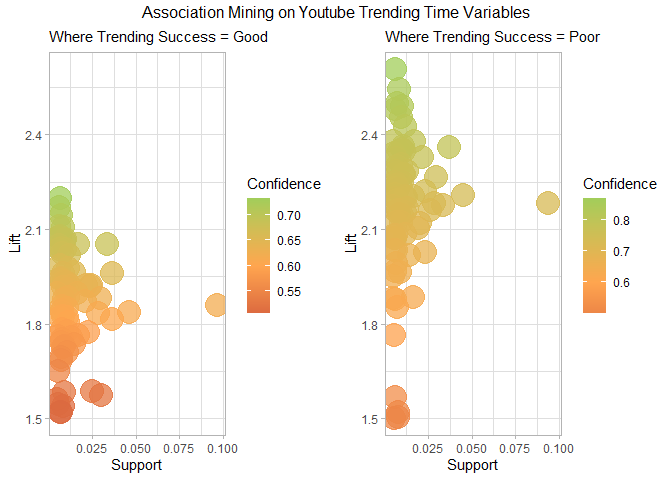 Association Mining on Youtube Trending Time Variables
Where Trending Success = Good
Where Trending Success = Poor
2.4
2.1
1.8
1.5
Lift
0.025
0.050
0.075
0.100
Support
Confidence
0.70
0.65
0.60
0.55
2.4
2.1
1.8
1.5
Lift
0.025
0.050
0.075
0.100
Support
Confidence
0.8
0.7
0.6